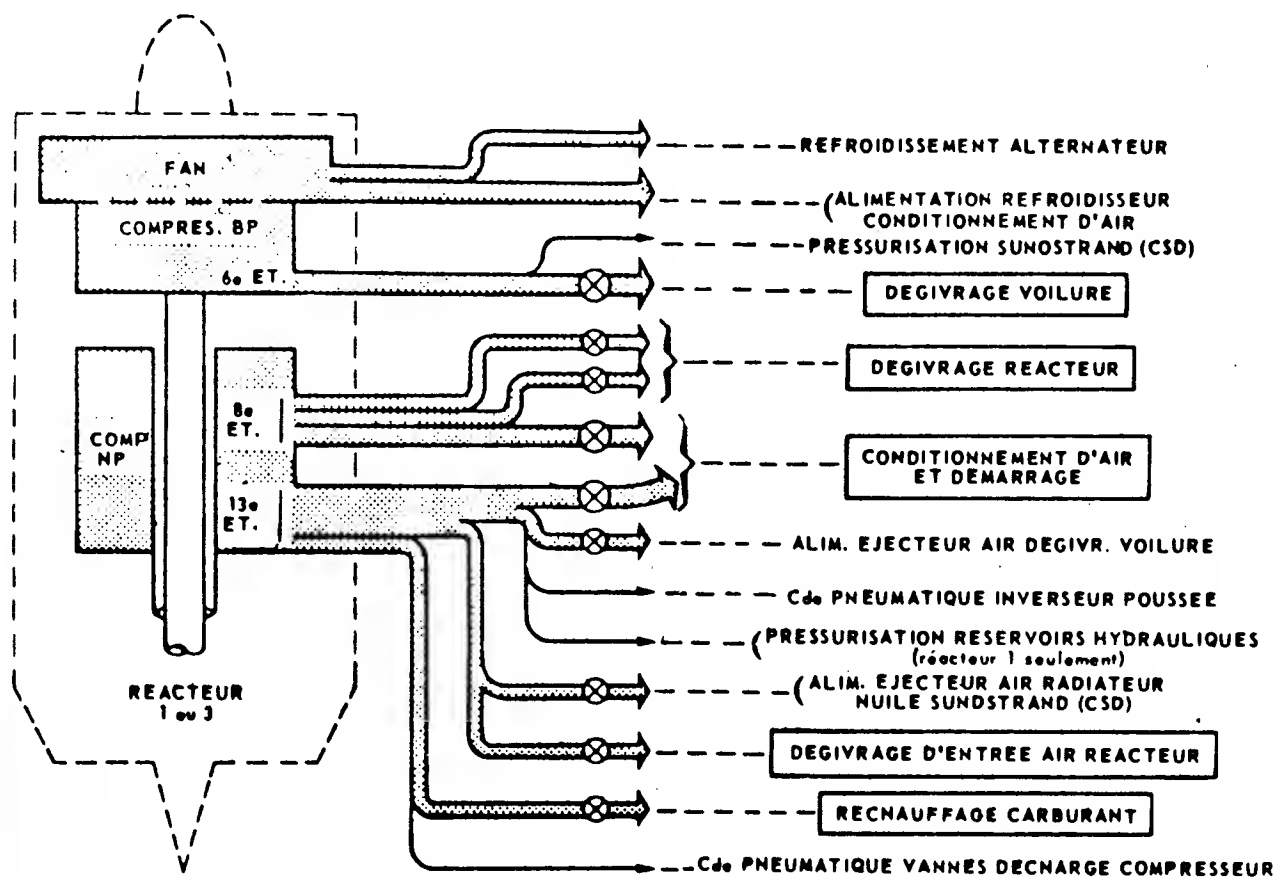 FAN
COMPRES. BP
6e ET.
8e
ET.
COMP
HP
13e
ET.
REACTEUR
1 ou 3
REFROIDISSEMENT ALTERNATEUR
(ALIMENTATION REFROIDISSEUR
CONDITIONNEMENT D'AIR
PRESSURISATION SUNOSTRAND (CSD)
DEGIVRAGE VOILURE
DEGIVRAGE REACTEUR
CONDITIONNEMENT D'AIR
ET DEMARRAGE
ALIM. EJECTEUR AIR DEGIVR. VOILURE
Cde PNEUMATIQUE INVERSEUR POUSSEE
(PRESSURISATION RESERVOIRS HYDRAULIQUES
(réacteur 1 seulement)
(ALIM. EJECTEUR AIR RADIATEUR
HUILE SUNDSTRAND (CSD)
DEGIVRAGE D'ENTREE AIR REACTEUR
RECHAUFFAGE CARBURANT
Cde PNEUMATIQUE VANNES DECHARGE COMPRESSEUR